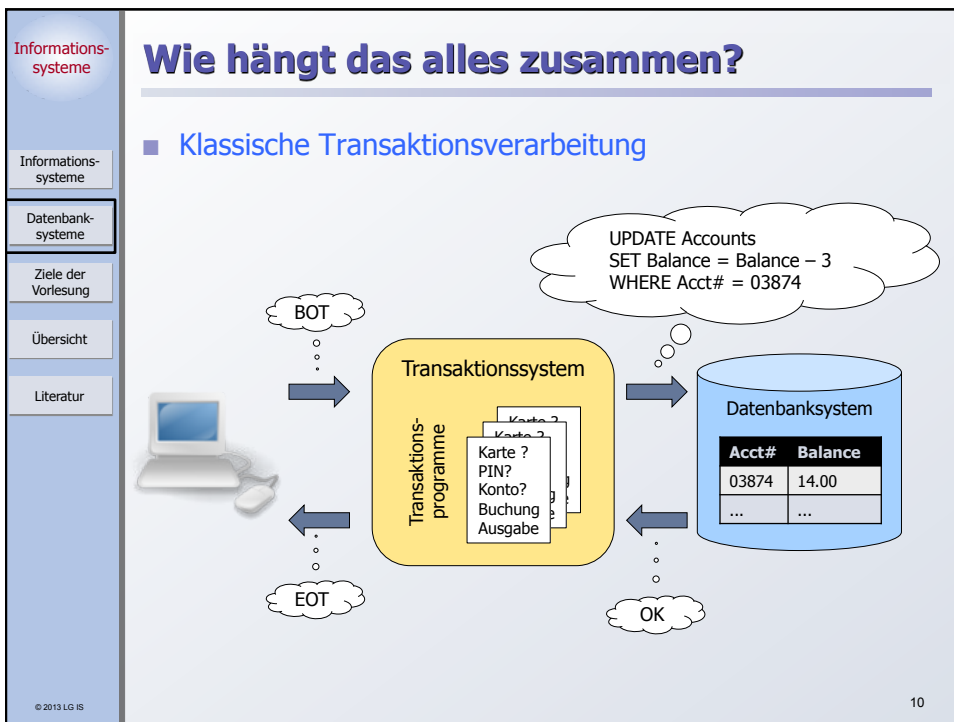 Informations-
systeme
Wie hängt das alles zusammen?
Klassische Transaktionsverarbeitung
Informations-
systeme
Datenbank-
systeme
Ziele der
Vorlesung
Übersicht
Literatur
UPDATE Accounts
SET Balance = Balance – 3
WHERE Acct# = 03874
BOT
Transaktionssystem
Transaktions-
programme
Karte ?
Karte ?
Karte ?
PIN?
Konto?
Buchung
Ausgabe
Datenbanksystem
Acct# Balance
03874 14.00
... ...
EOT
OK
© 2013 LG IS
10